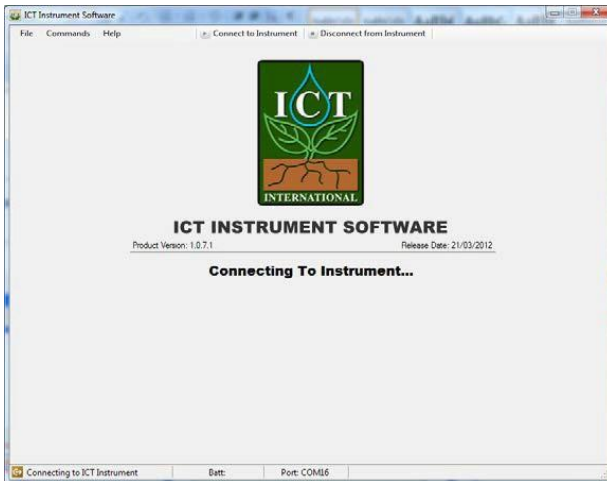 ICT Instrument Software
File Commands Help Connect to Instrument Disconnect from Instrument
ICT
INTERNATIONAL
ICT INSTRUMENT SOFTWARE
Product Version: 1.0.7.1 Release Date: 21/03/2012
Connecting To Instrument...
Connecting to ICT Instrument Batt: Port: COM16